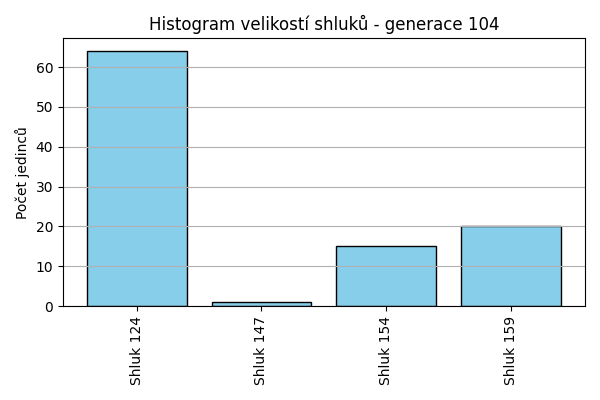 Histogram velikostí shluků - generace 104
Počet jedinců
60
50
40
30
20
10
0
Shluk 124
Shluk 147
Shluk 154
Shluk 159